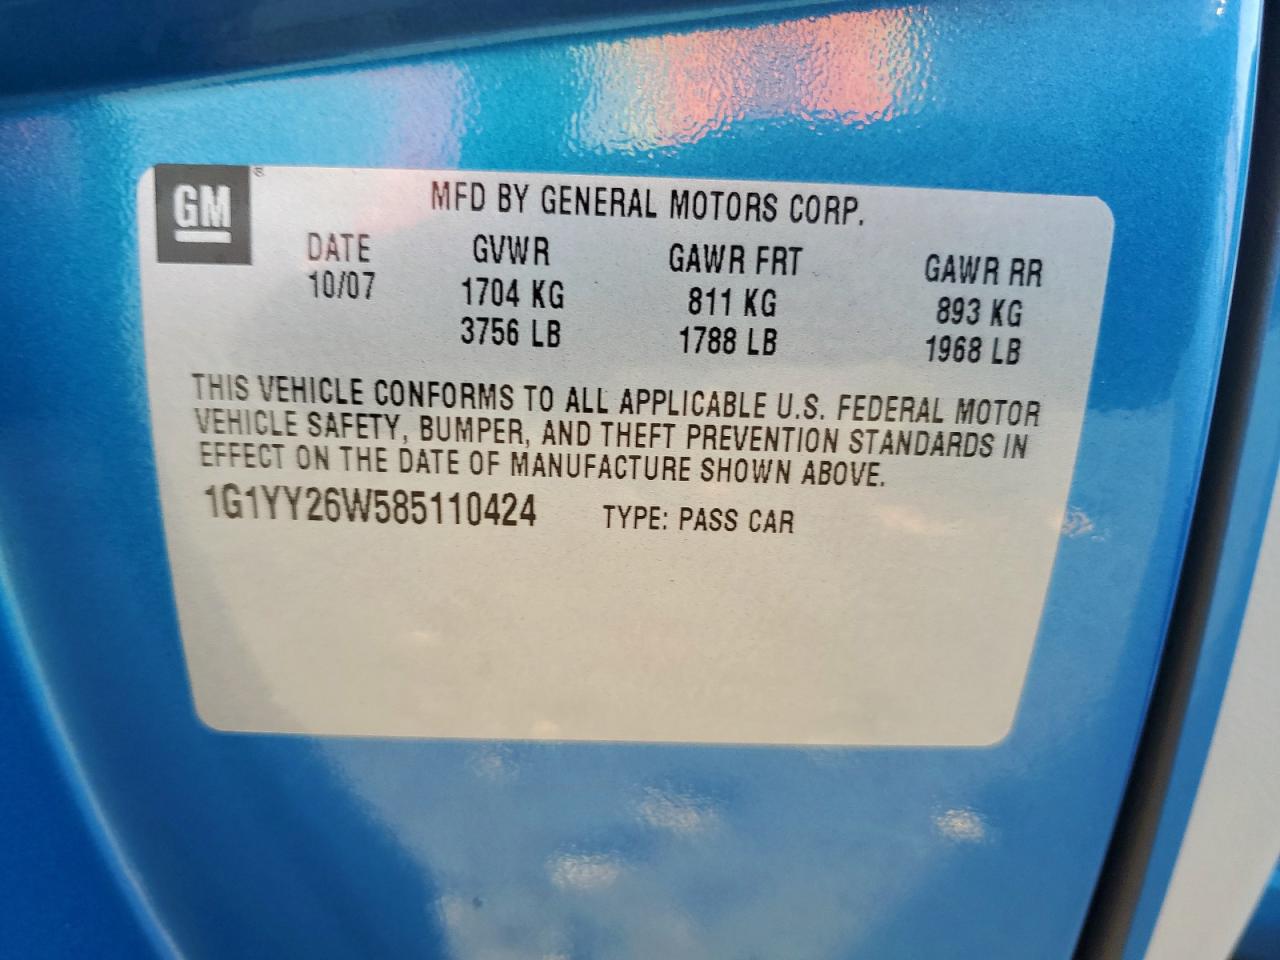 GM®
MFD BY GENERAL MOTORS CORP.
DATE GVWR GAWR FRT GAWR RR
10/07 1704 KG 811 KG 893 KG
3756 LB 1788 LB 1968 LB
THIS VEHICLE CONFORMS TO ALL APPLICABLE U.S. FEDERAL MOTOR
VEHICLE SAFETY, BUMPER, AND THEFT PREVENTION STANDARDS IN
EFFECT ON THE DATE OF MANUFACTURE SHOWN ABOVE.
1G1YY26W585110424 TYPE: PASS CAR